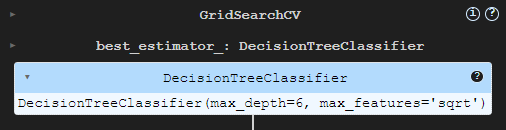 GridSearchCV
best_estimator_: DecisionTreeClassifier
DecisionTreeClassifier
DecisionTreeClassifier(max_depth=6, max_features='sqrt')